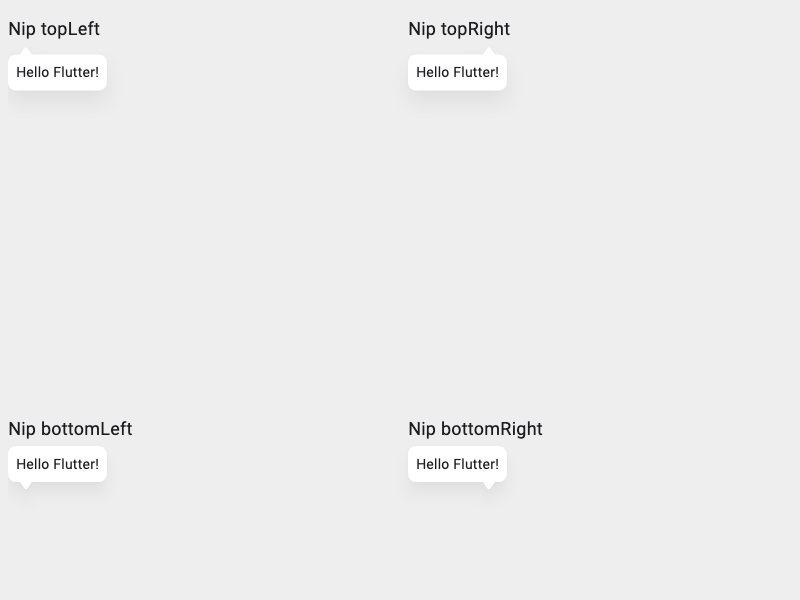 Nip topLeft
Hello Flutter!
Nip topRight
Hello Flutter!
Nip bottomLeft
Hello Flutter!
Nip bottomRight
Hello Flutter!